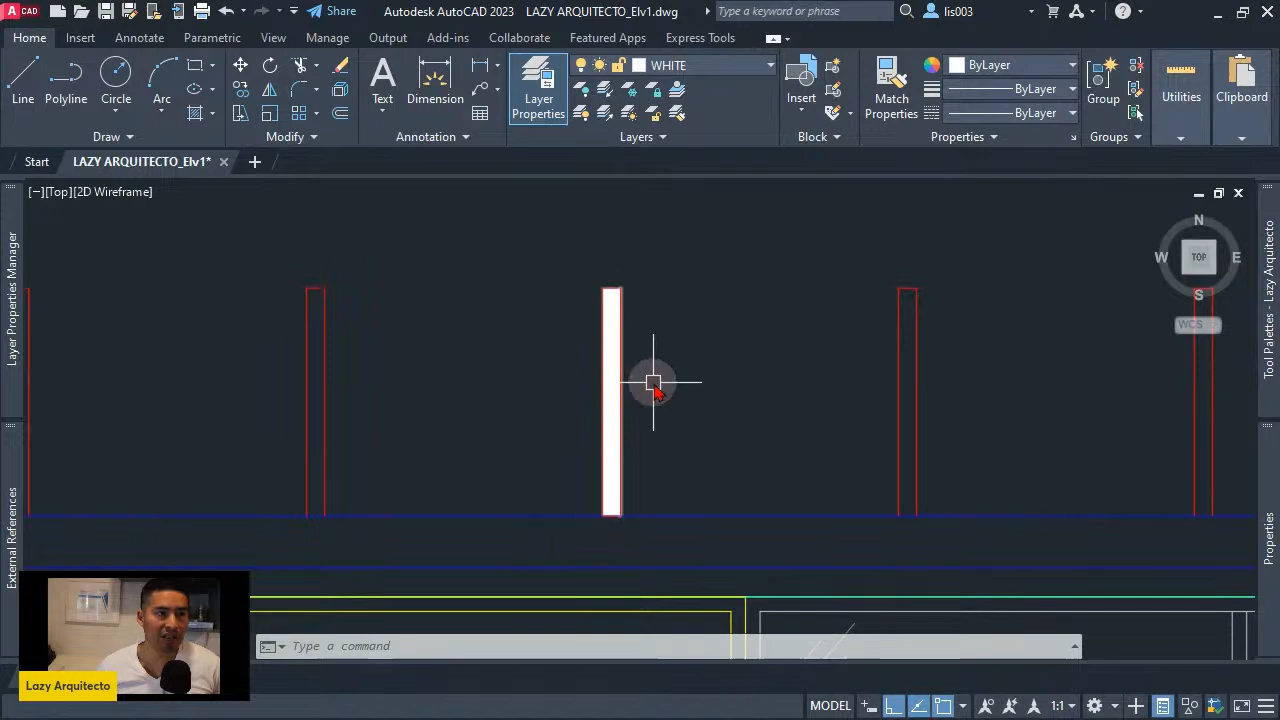 CAD
Share
Autodesk AutoCAD 2023
LAZY ARQUITECTO_Elv1.dwg
Type a keyword or phrase
lis003
Home
Insert
Annotate
Parametric
View
Manage
Output
Add-ins
Collaborate
Featured Apps
Express Tools
Line
Polyline
Circle
Arc
Draw
Modify
Text
Dimension
Annotation
Layer
Properties
WHITE
Layers
Insert
Block
Match
Properties
ByLayer
ByLayer
ByLayer
Properties
Group
Groups
Utilities
Clipboard
Start
LAZY ARQUITECTO_Elv1*
[−][Top][2D Wireframe]
N
W
TOP
E
S
WCS
Layer Properties Manager
External References
Tool Palettes - Lazy Arquitecto
Properties
Type a command
Lazy Arquitecto
MODEL
1:1